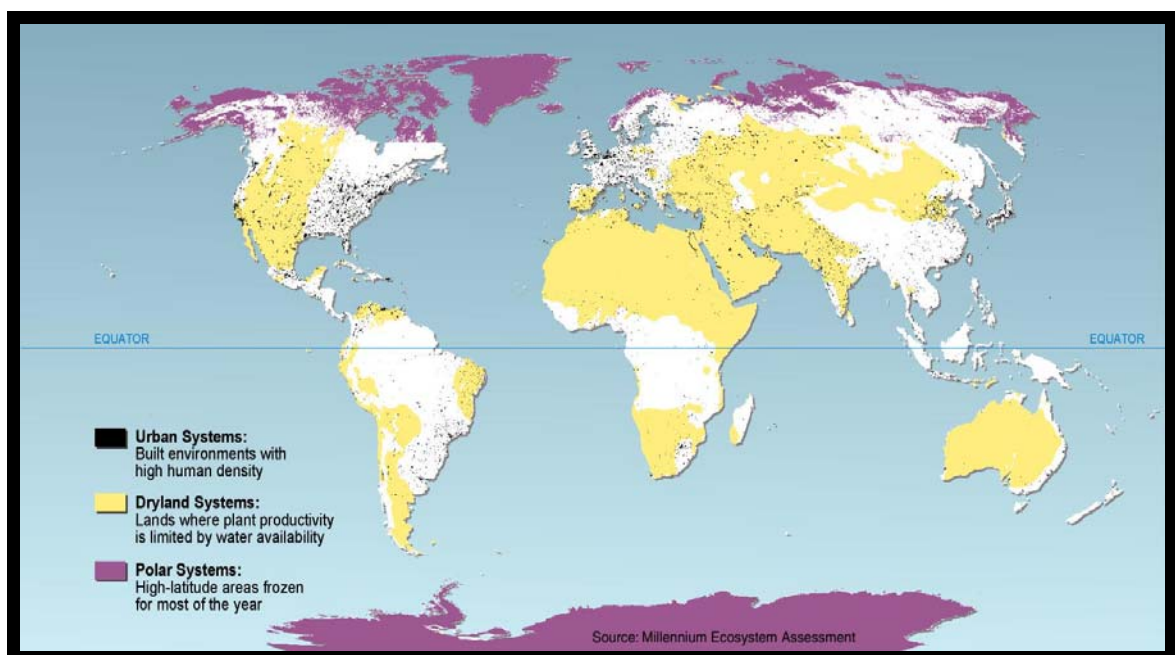 EQUATOR
EQUATOR
Urban Systems:
Built environments with
high human density
Dryland Systems:
Lands where plant productivity
is limited by water availability
Polar Systems:
High-latitude areas frozen
for most of the year
Source: Millennium Ecosystem Assessment